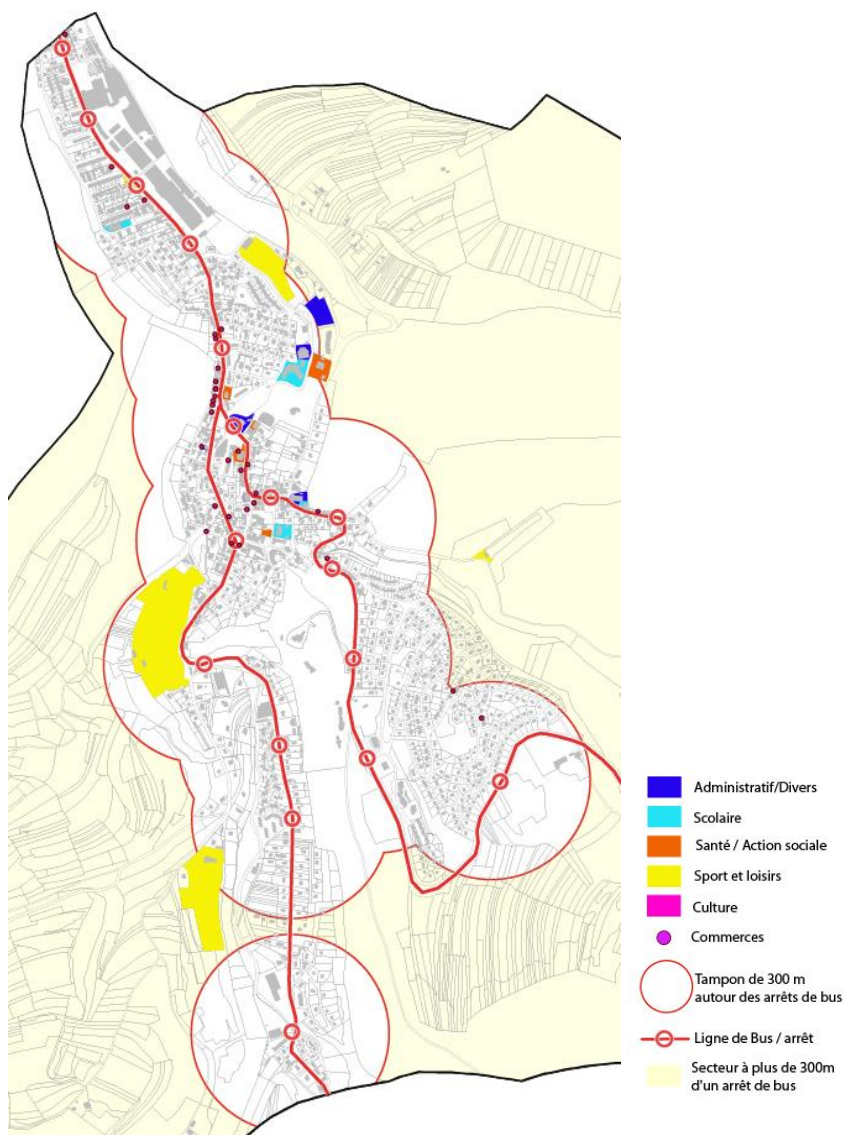 Administratif/Divers
Scolaire
Santé / Action sociale
Sport et loisirs
Culture
Commerces
Tampon de 300 m
autour des arrêts de bus
Ligne de Bus / arrêt
Secteur à plus de 300m
d'un arrêt de bus